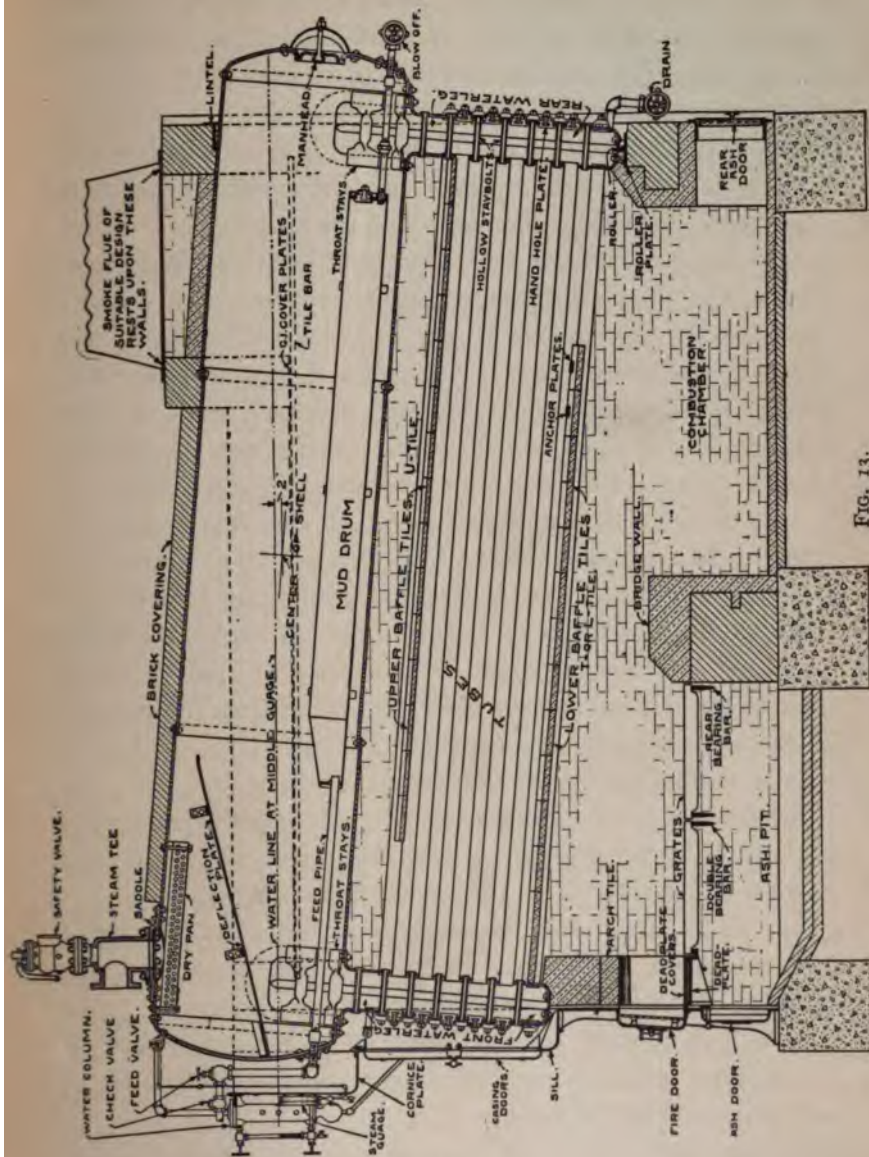 SMOKE FLUE OF
SUITABLE DESIGN
RESTS UPON THESE
WALLS.
LINTEL.
MANHEAD
BLOW OFF.
BRICK COVERING.
SAFETY VALVE.
STEAM TEE
SADDLE
DRY PAN
WATER COLUMN.
CHECK VALVE
FEED VALVE.
DEFLECTION
PLATE
G.I. COVER PLATES
TILE BAR
WATER LINE AT MIDDLE GUAGE.
CENTER OF SHELL
2"
MUD DRUM
THROAT STAYS.
FEED PIPE
THROAT STAYS.
STEAM
GUAGE.
CORNICE
PLATE.
UPPER BAFFLE TILES, U-TILE.
REAR WATERLEG.
HOLLOW STAYBOLTS
HAND HOLE PLATE
TUBES
FRONT WATERLEG
CASING
DOORS.
SILL.
ANCHOR PLATES.
LOWER BAFFLE TILES
T-OR L-TILE.
ROLLER.
ROLLER
PLATE.
DRAIN
REAR
ASH
DOOR
ARCH TILE.
BRIDGE WALL.
COMBUSTION
CHAMBER.
DEADPLATE
COVERS.
DEAD-
PLATE.
GRATES
DOUBLE
BEARING
BAR.
REAR
BEARING
BAR.
FIRE DOOR.
ASH DOOR.
ASH PIT.
FIG. 13.